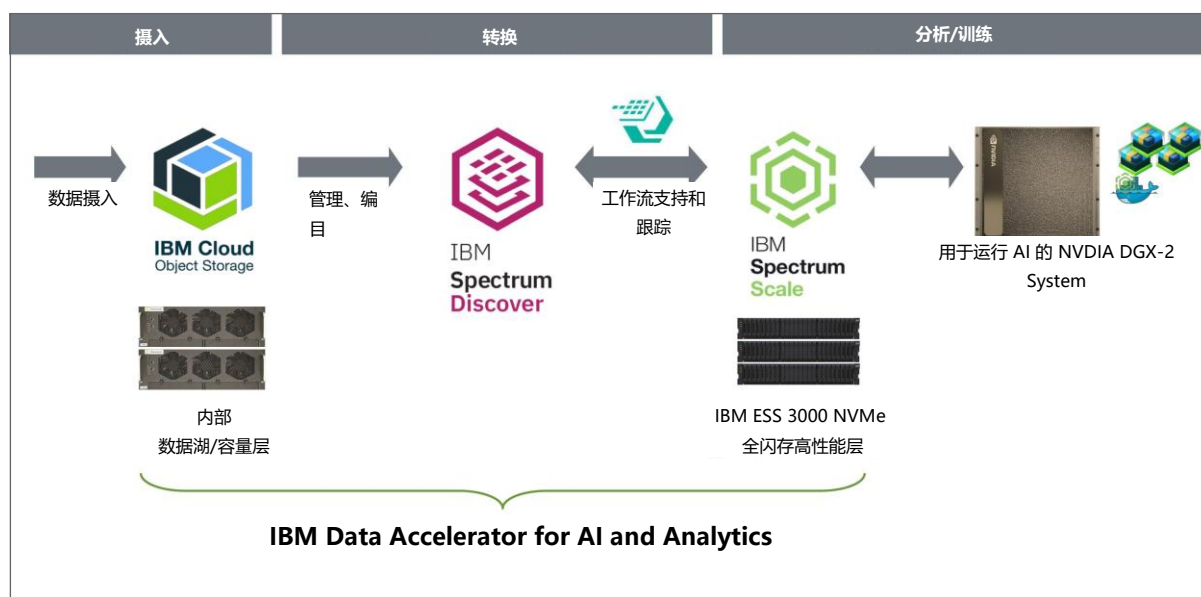 摄入
转换
分析/训练
数据摄入
IBM Cloud
Object Storage
管理、编
目
IBM
Spectrum
Discover
工作流支持和
跟踪
IBM
Spectrum
Scale
NVIDIA
用于运行 AI 的 NVIDIA DGX-2
System
内部
数据湖/容量层
IBM ESS 3000 NVMe
全闪存高性能层
IBM Data Accelerator for AI and Analytics